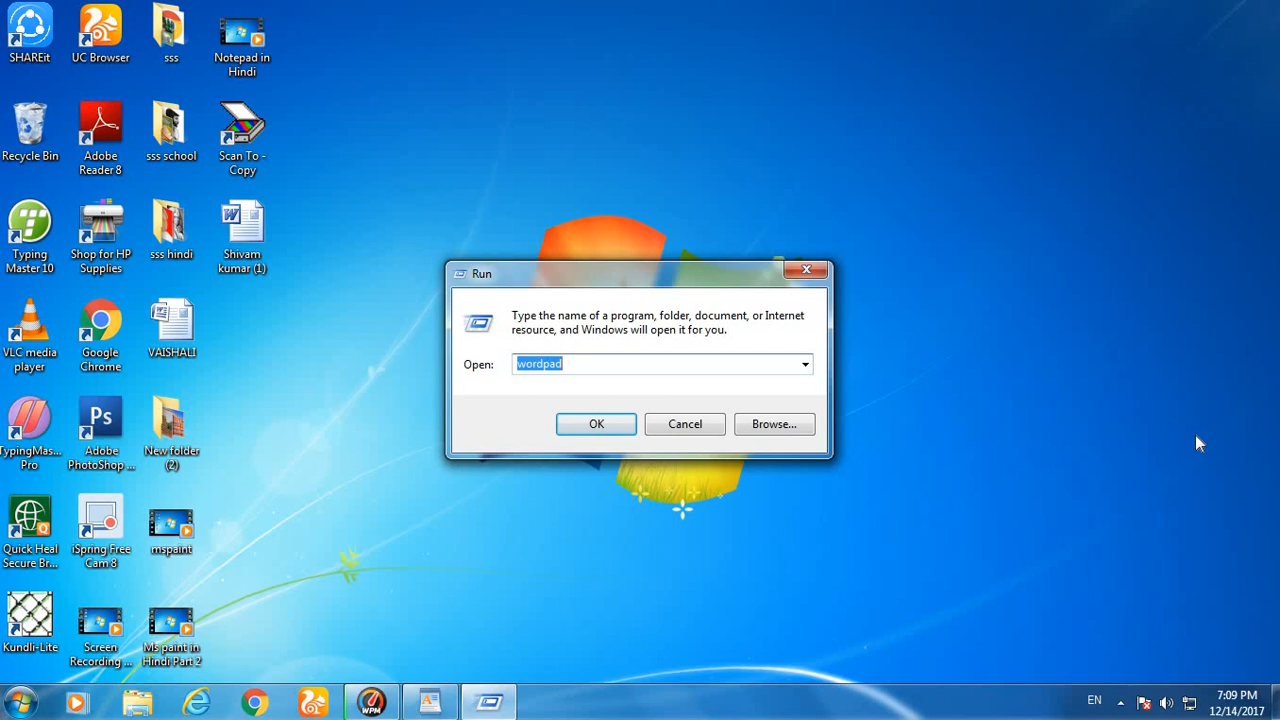 SHAREit
UC Browser
sss
Notepad in
Hindi
Recycle Bin
Adobe
Reader 8
sss school
Scan To -
Copy
Typing
Master 10
Shop for HP
Supplies
sss hindi
Shivam
kumar (1)
VLC media
player
Google
Chrome
VAISHALI
TypingMas...
Pro
Ps
Adobe
PhotoShop ...
New folder
(2)
Quick Heal
Secure Br...
iSpring Free
Cam 8
mspaint
Kundli-Lite
Screen
Recording ...
Ms paint in
Hindi Part 2
Run
Type the name of a program, folder, document, or Internet
resource, and Windows will open it for you.
Open: wordpad
OK Cancel Browse...
WPM
EN
7:09 PM
12/14/2017